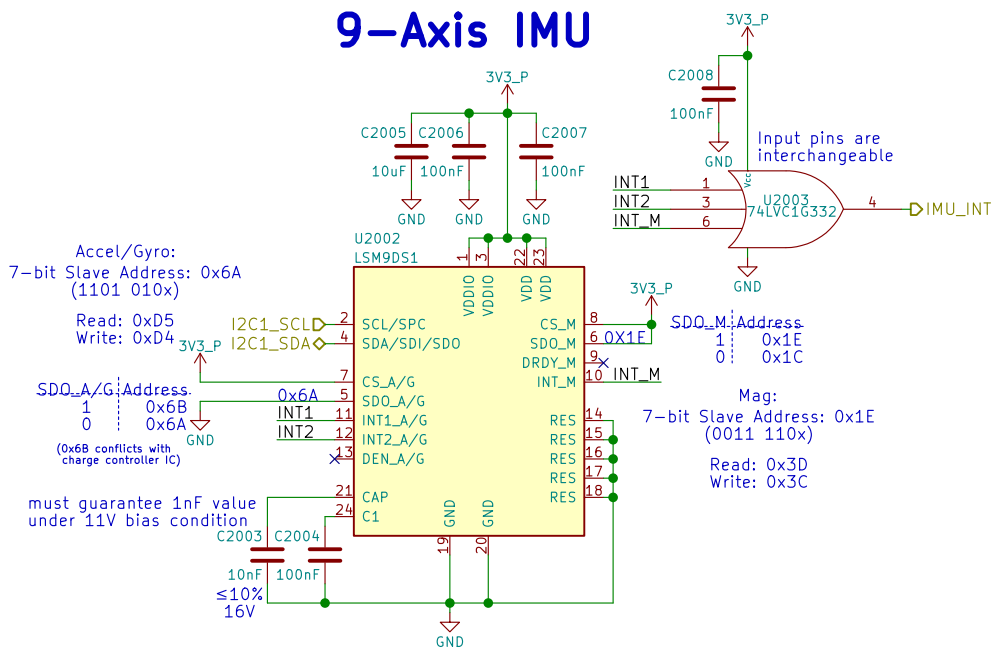 9-Axis IMU
3V3_P
C2008
100nF
GND
Input pins are
interchangeable
Vcc
INT1
1
INT2
3
INT_M
6
U2003
74LVC1G332
4
IMU_INT
GND
3V3_P
C2005
10uF
C2006
100nF
C2007
100nF
GND
GND
GND
U2002
LSM9DS1
1
3
22
23
VDDIO
VDDIO
VDD
VDD
Accel/Gyro:
7-bit Slave Address: 0x6A
(1101 010x)
Read: 0xD5
Write: 0xD4
I2C1_SCL
2
SCL/SPC
I2C1_SDA
4
SDA/SDI/SDO
3V3_P
7
CS_A/G
0x6A
5
SDO_A/G
GND
INT1
11
INT1_A/G
INT2
12
INT2_A/G
13
DEN_A/G
21
CAP
24
C1
SDO_A/G Address
1 0x6B
0 0x6A
(0x6B conflicts with
charge controller IC)
must guarantee 1nF value
under 11V bias condition
C2003
10nF
≤10%
16V
C2004
100nF
GND
GND
19
20
GND
3V3_P
CS_M
8
SDO_M
6
0X1E
DRDY_M
9
INT_M
10
INT_M
RES
14
RES
15
RES
16
RES
17
RES
18
SDO_M Address
1 0x1E
0 0x1C
Mag:
7-bit Slave Address: 0x1E
(0011 110x)
Read: 0x3D
Write: 0x3C